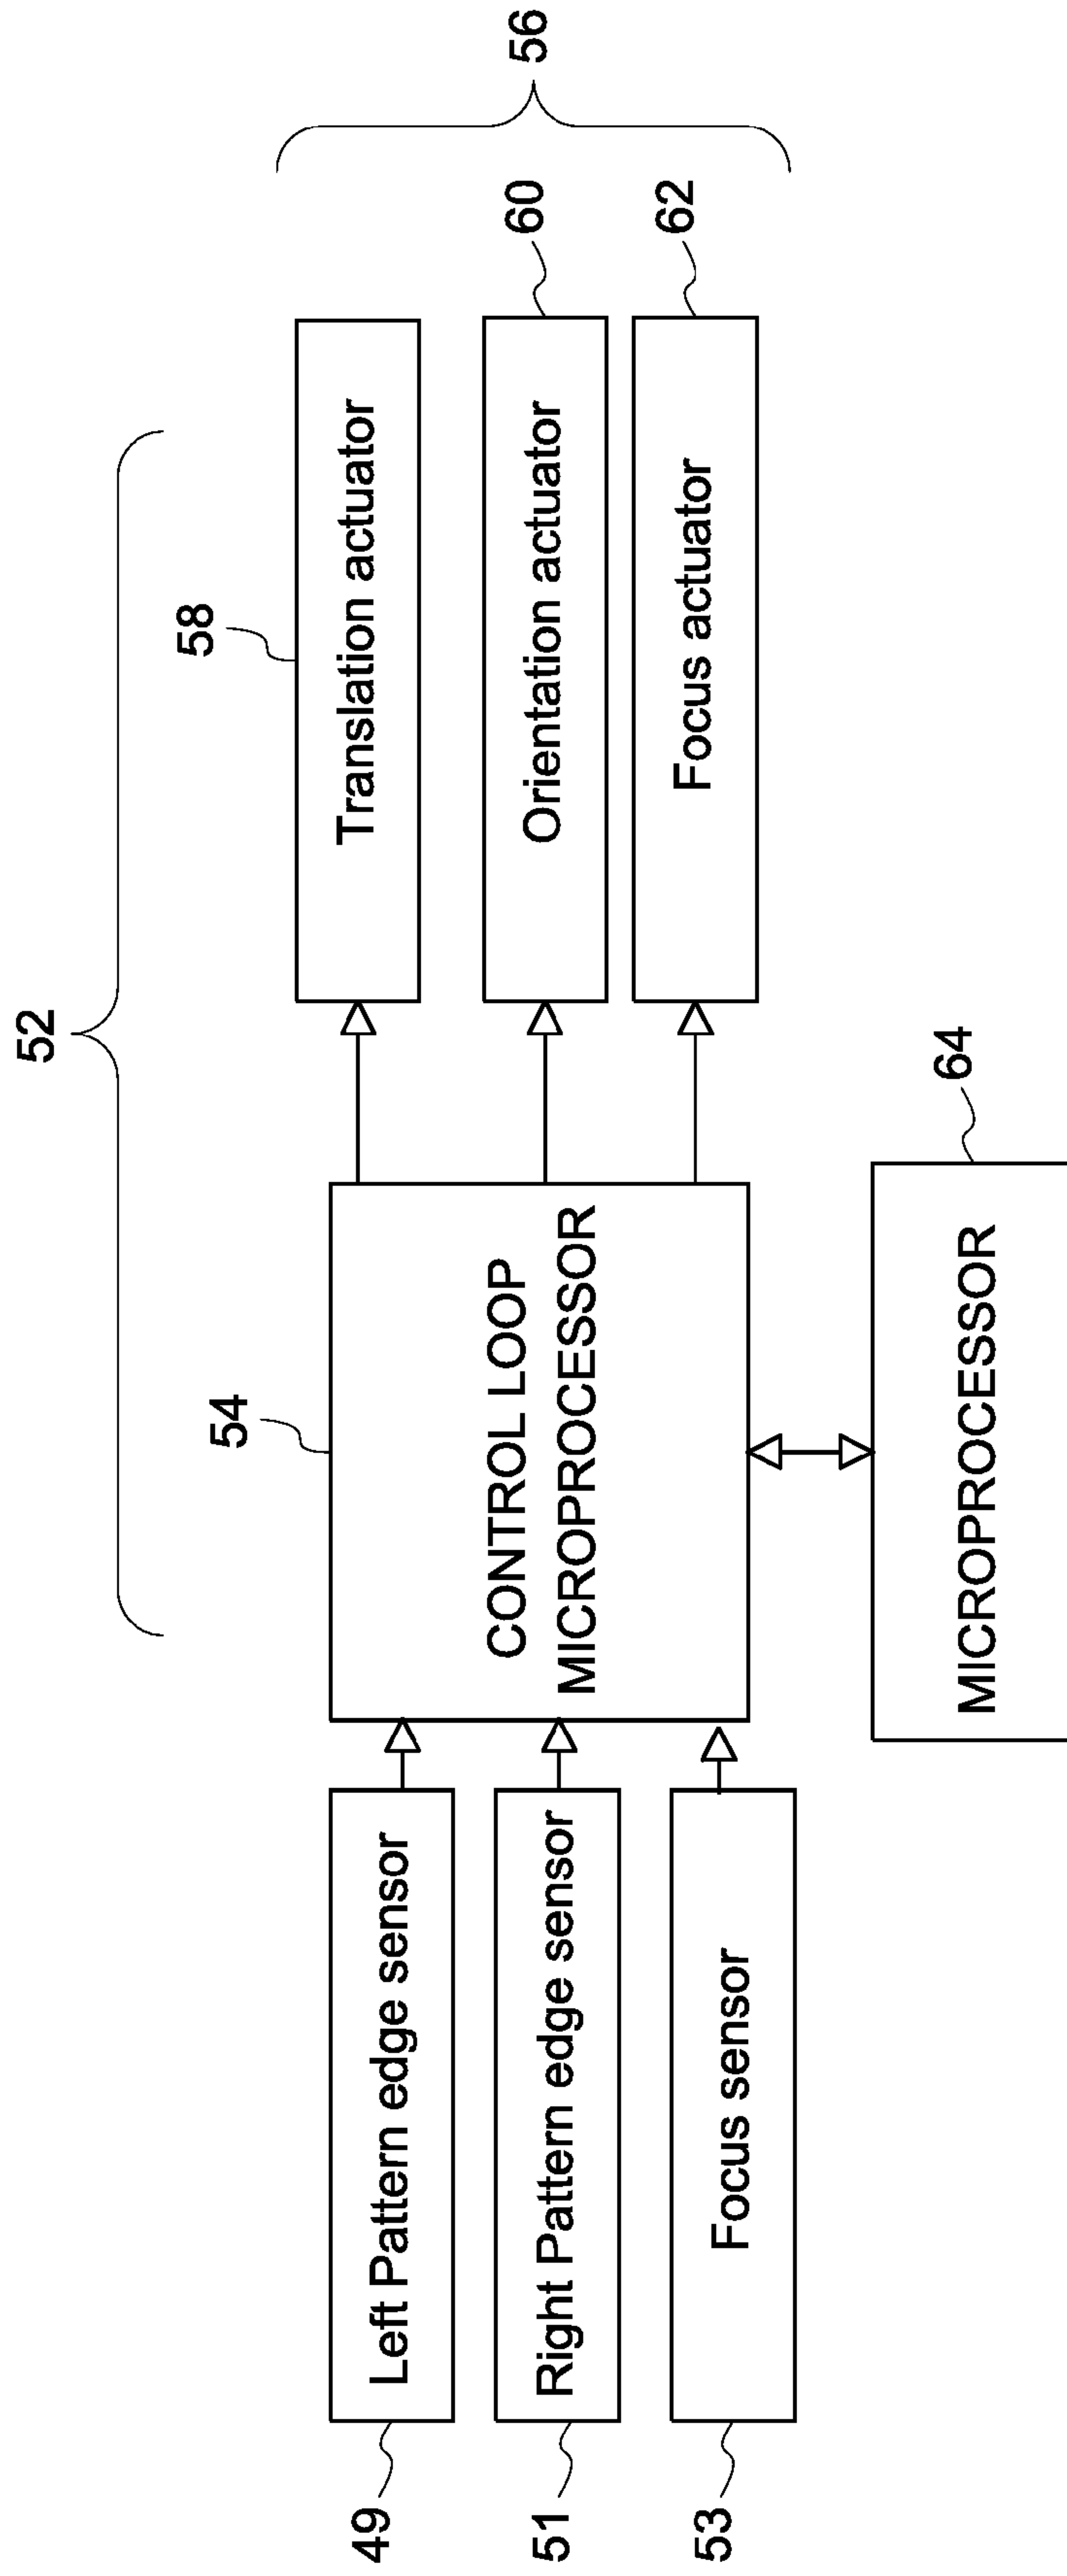 52
56
58
Translation actuator
60
Orientation actuator
62
Focus actuator
54
CONTROL LOOP
MICROPROCESSOR
64
MICROPROCESSOR
49
Left Pattern edge sensor
51
Right Pattern edge sensor
53
Focus sensor